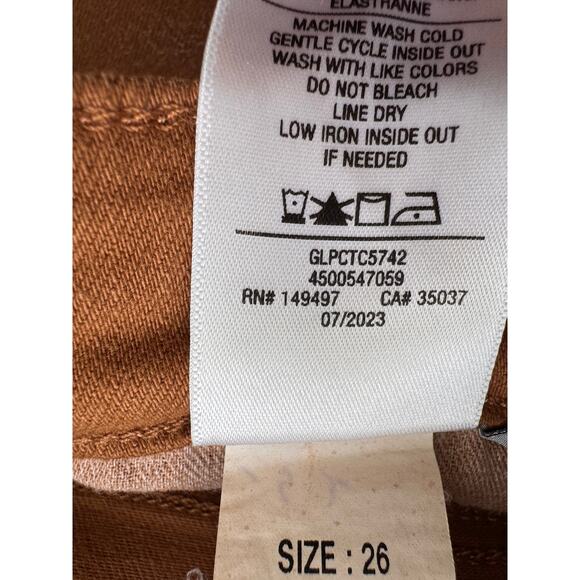 ELASTHANNE
MACHINE WASH COLD
GENTLE CYCLE INSIDE OUT
WASH WITH LIKE COLORS
DO NOT BLEACH
LINE DRY
LOW IRON INSIDE OUT
IF NEEDED
GLPCTC5742
4500547059
RN# 149497 CA# 35037
07/2023
SIZE : 26